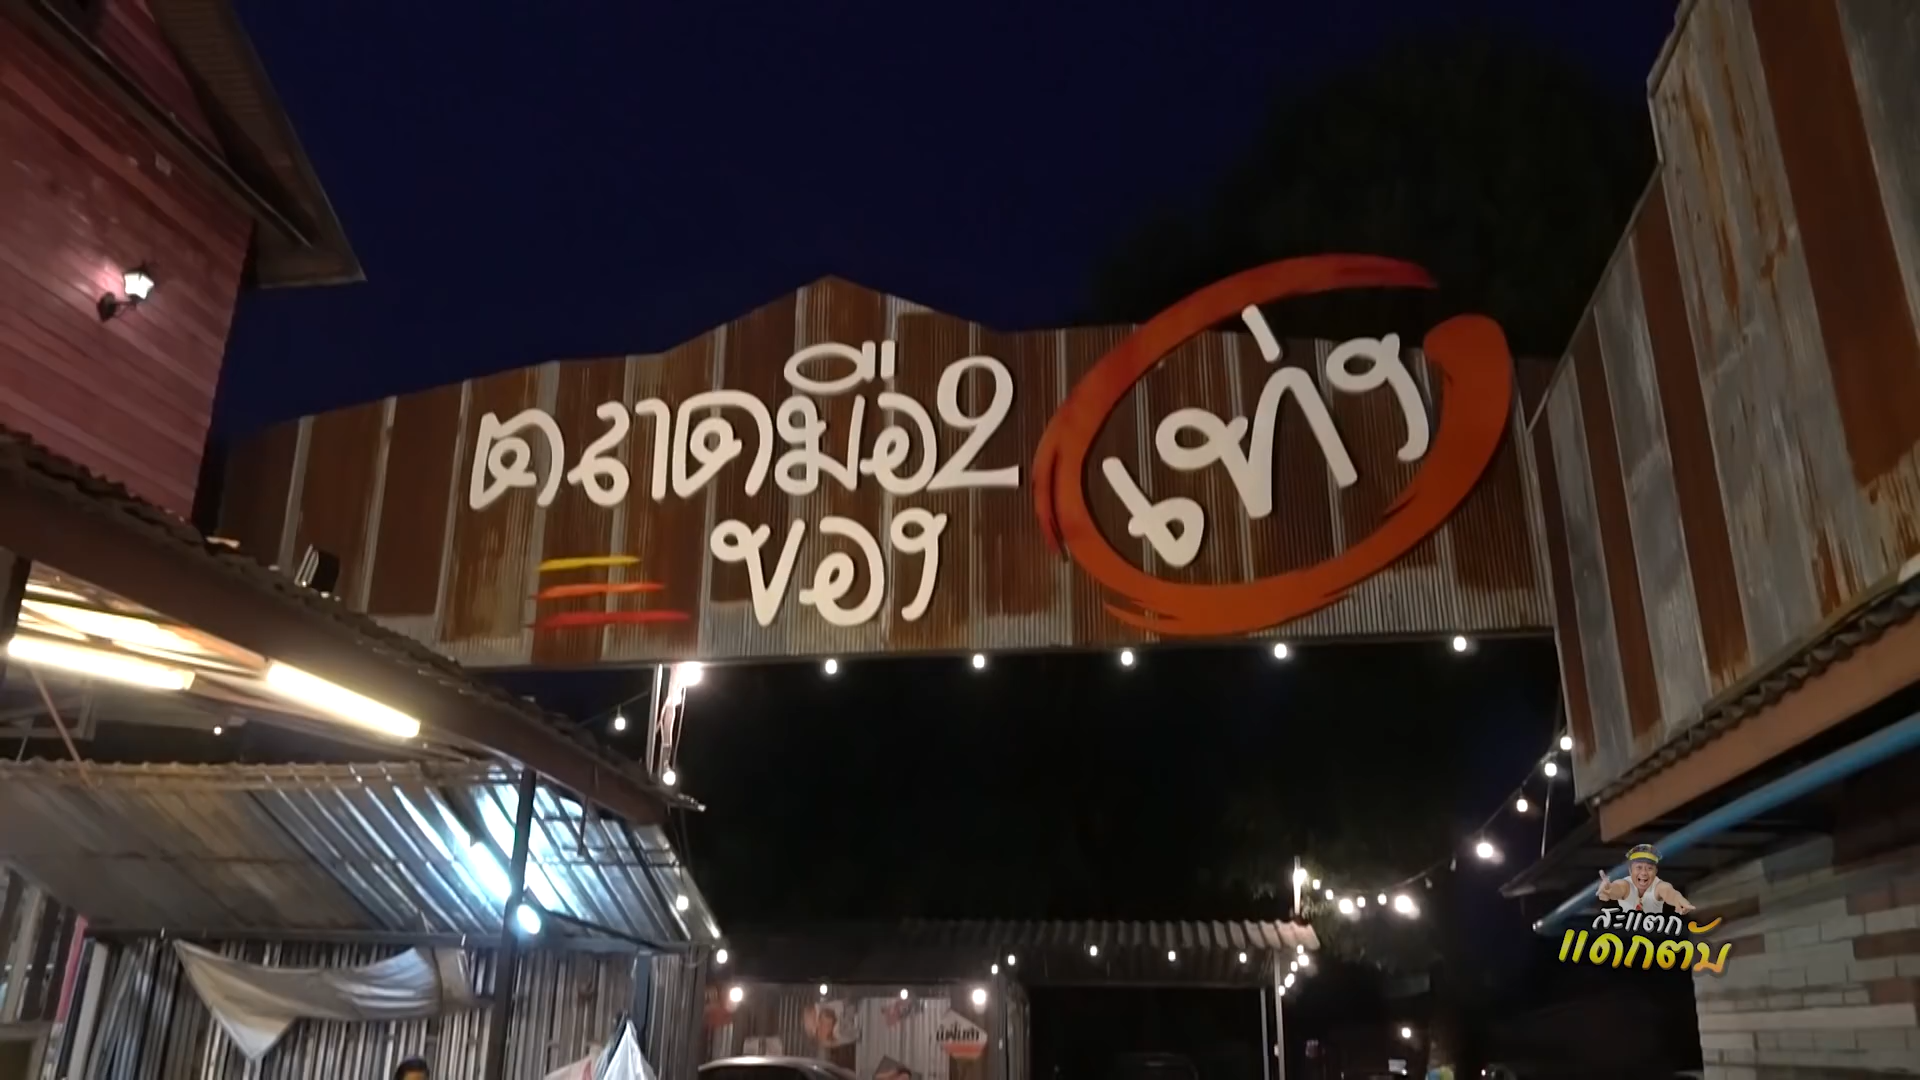 ตลาดมือ2
ของ
เก่า
สะแตก
แดกตับ